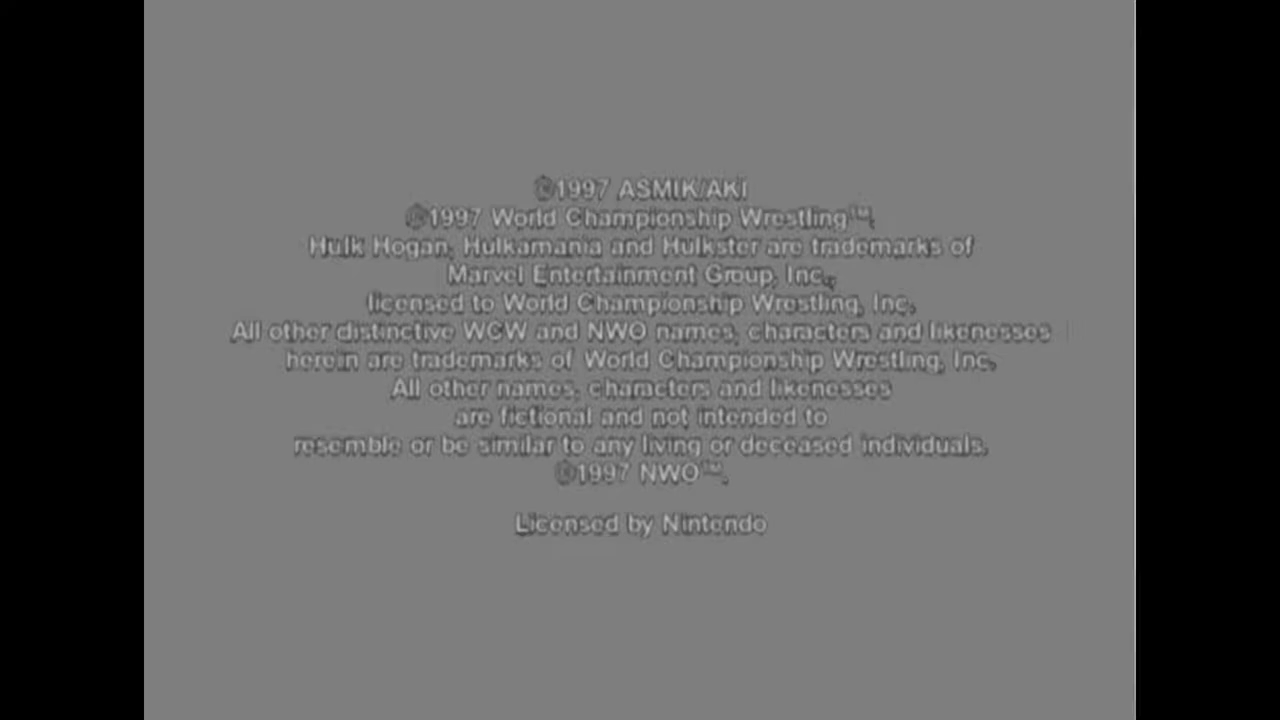 ©1997 ASMIK/AKI
©1997 World Championship Wrestling™.
Hulk Hogan, Hulkamania and Hulkster are trademarks of
Marvel Entertainment Group, Inc.,
licensed to World Championship Wrestling, Inc.
All other distinctive WCW and NWO names, characters and likenesses
herein are trademarks of World Championship Wrestling, Inc.
All other names, characters and likenesses
are fictional and not intended to
resemble or be similar to any living or deceased individuals.
©1997 NWO™.
Licensed by Nintendo